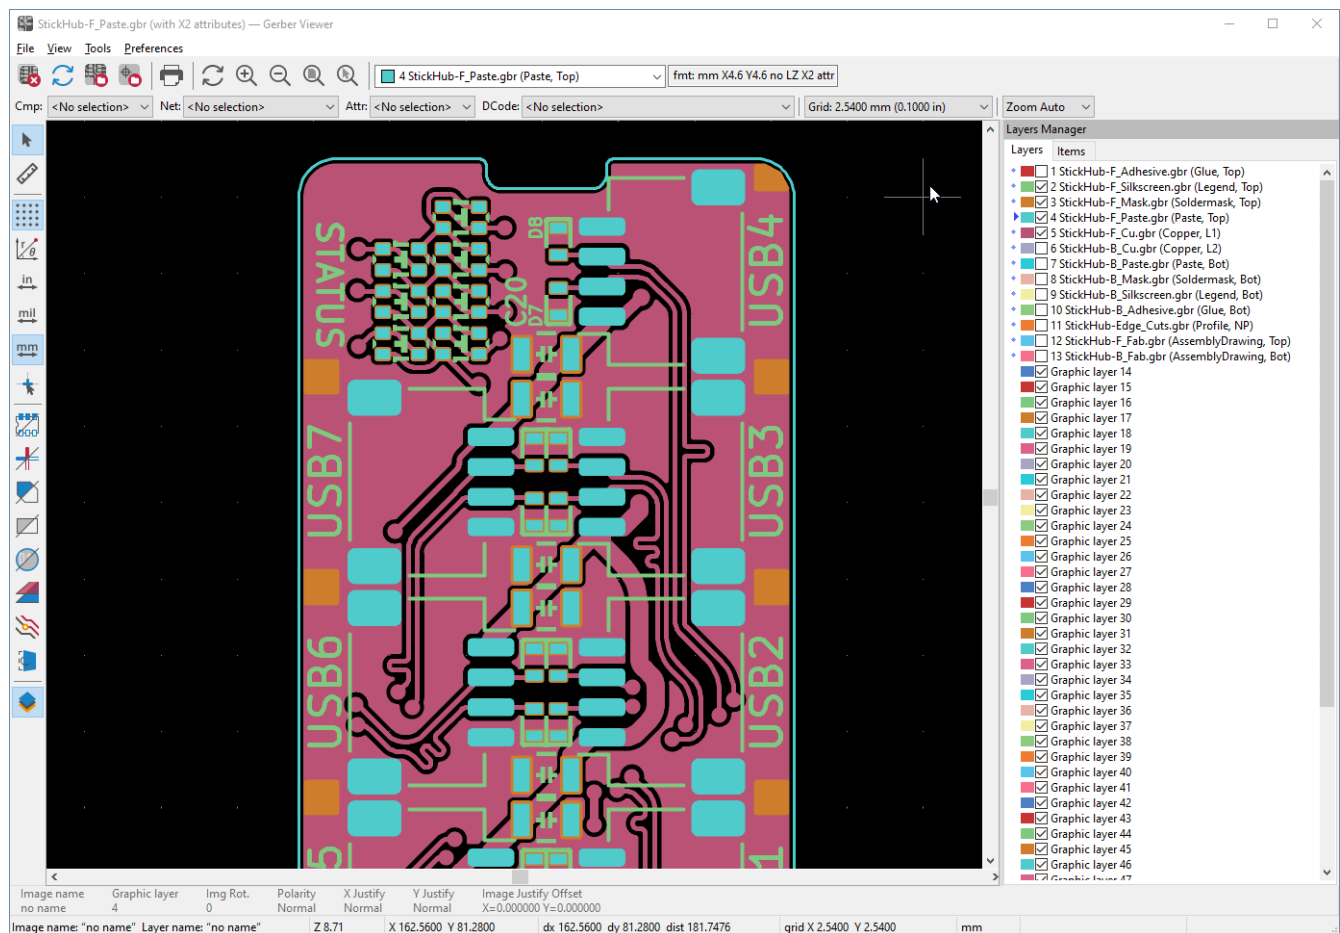 StickHub-F_Paste.gbr (with X2 attributes) — Gerber Viewer
File View Tools Preferences
4 StickHub-F_Paste.gbr (Paste, Top) fmt: mm X4.6 Y4.6 no LZ X2 attr
Cmp: <No selection> Net: <No selection> Attr: <No selection> DCode: <No selection> Grid: 2.5400 mm (0.1000 in) Zoom Auto
r
θ
in
mil
mm
STATUS
D8
C20
D7
USB4
USB7
USB3
USB6
USB2
5
1
Layers Manager
Layers Items
1 StickHub-F_Adhesive.gbr (Glue, Top)
2 StickHub-F_Silkscreen.gbr (Legend, Top)
3 StickHub-F_Mask.gbr (Soldermask, Top)
4 StickHub-F_Paste.gbr (Paste, Top)
5 StickHub-F_Cu.gbr (Copper, L1)
6 StickHub-B_Cu.gbr (Copper, L2)
7 StickHub-B_Paste.gbr (Paste, Bot)
8 StickHub-B_Mask.gbr (Soldermask, Bot)
9 StickHub-B_Silkscreen.gbr (Legend, Bot)
10 StickHub-B_Adhesive.gbr (Glue, Bot)
11 StickHub-Edge_Cuts.gbr (Profile, NP)
12 StickHub-F_Fab.gbr (AssemblyDrawing, Top)
13 StickHub-B_Fab.gbr (AssemblyDrawing, Bot)
Graphic layer 14
Graphic layer 15
Graphic layer 16
Graphic layer 17
Graphic layer 18
Graphic layer 19
Graphic layer 20
Graphic layer 21
Graphic layer 22
Graphic layer 23
Graphic layer 24
Graphic layer 25
Graphic layer 26
Graphic layer 27
Graphic layer 28
Graphic layer 29
Graphic layer 30
Graphic layer 31
Graphic layer 32
Graphic layer 33
Graphic layer 34
Graphic layer 35
Graphic layer 36
Graphic layer 37
Graphic layer 38
Graphic layer 39
Graphic layer 40
Graphic layer 41
Graphic layer 42
Graphic layer 43
Graphic layer 44
Graphic layer 45
Graphic layer 46
Graphic layer 47
Image name Graphic layer Img Rot. Polarity X Justify Y Justify Image Justify Offset
no name 4 0 Normal Normal Normal X=0.000000 Y=0.000000
Image name: "no name" Layer name: "no name" Z 8.71 X 162.5600 Y 81.2800 dx 162.5600 dy 81.2800 dist 181.7476 grid X 2.5400 Y 2.5400 mm